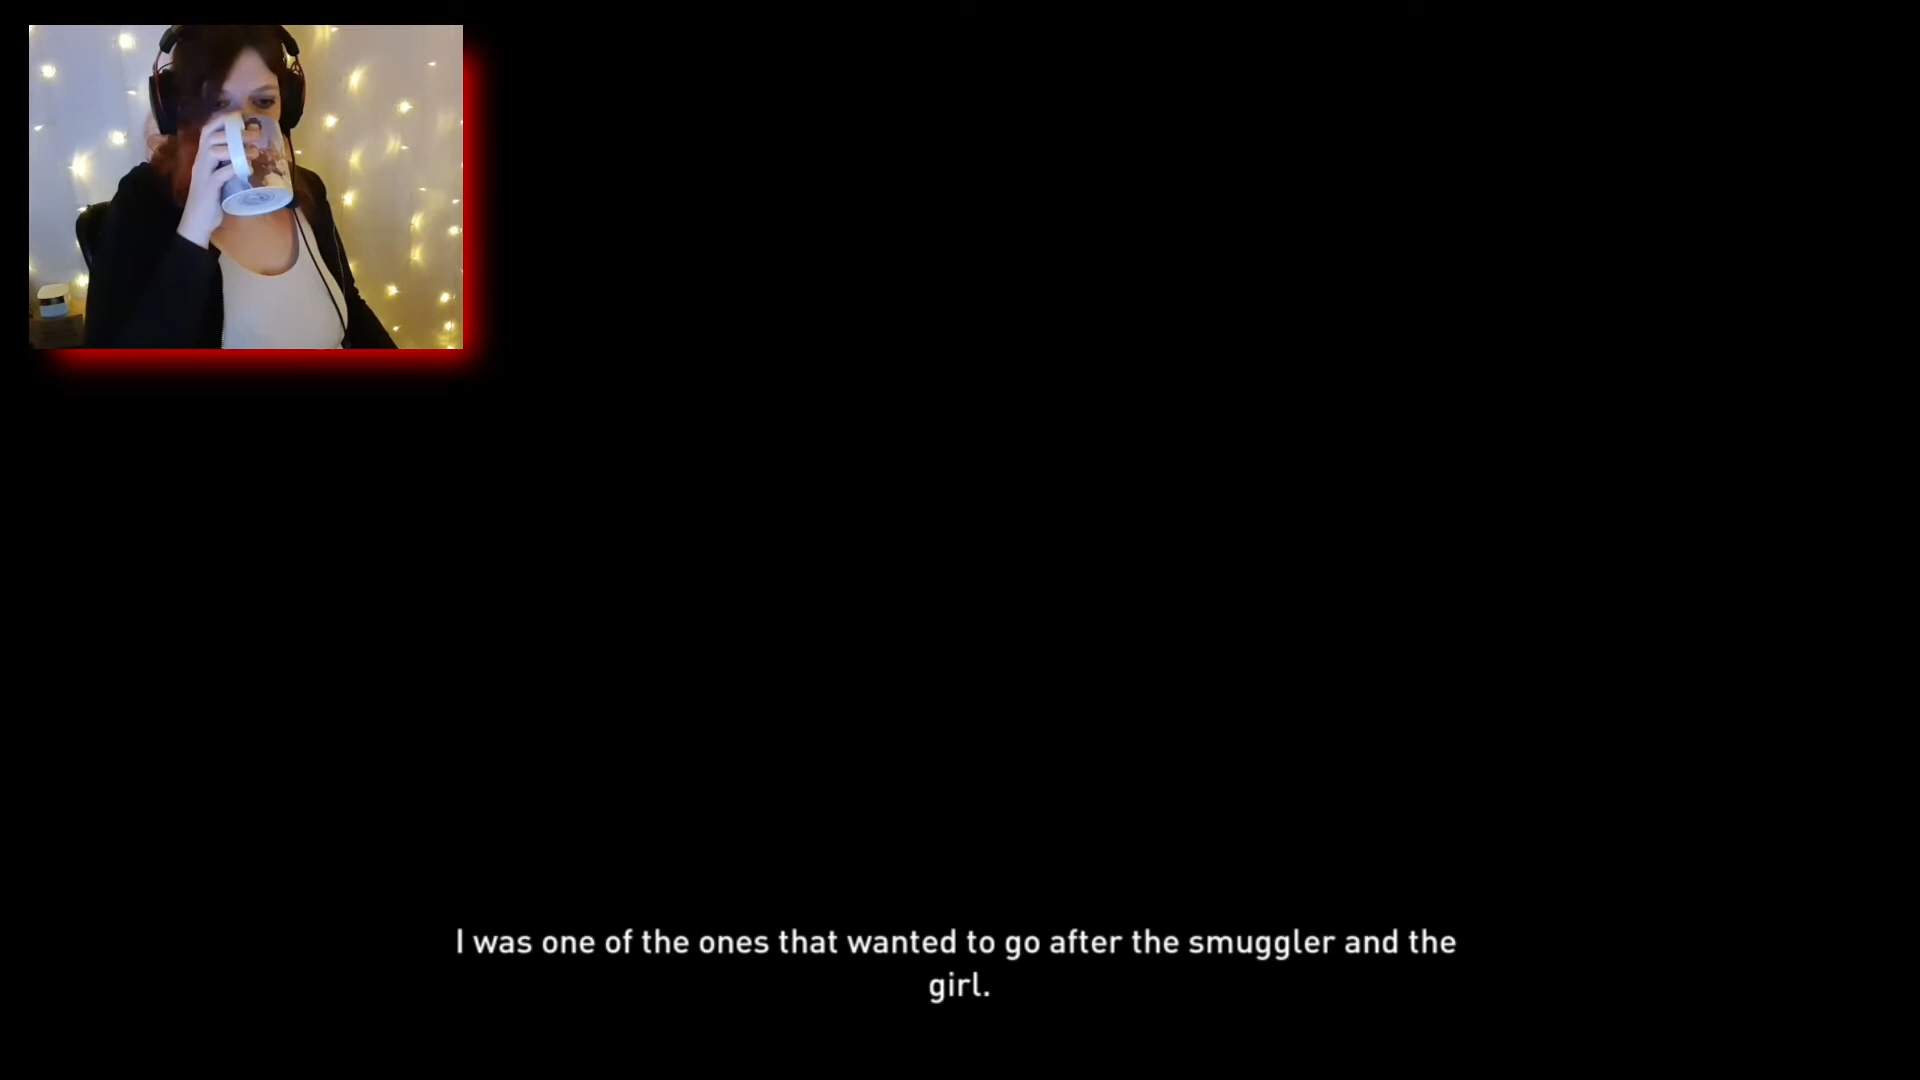 I was one of the ones that wanted to go after the smuggler and the
girl.